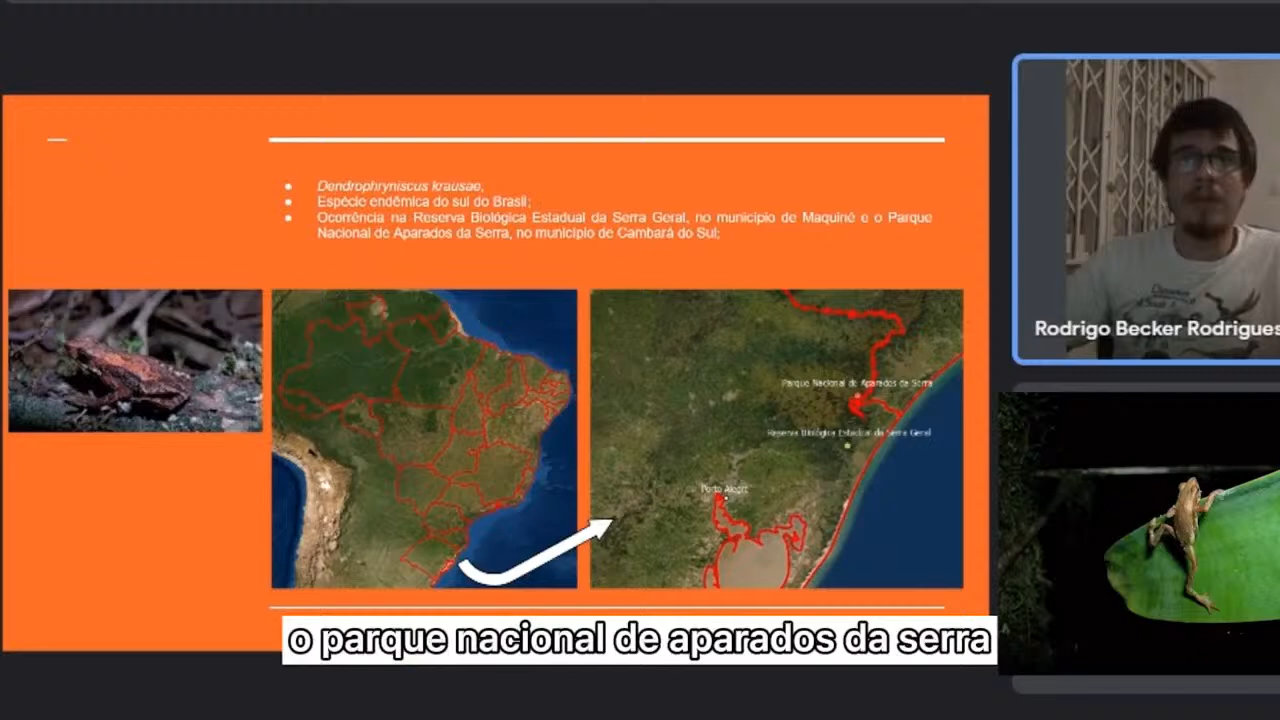 Dendrophryniscus krausae;
Espécie endêmica do sul do Brasil;
Ocorrência na Reserva Biológica Estadual da Serra Geral, no município de Maquiné e o Parque
Nacional de Aparados da Serra, no município de Cambará do Sul;
Parque Nacional de Aparados da Serra
Reserva Biológica Estadual da Serra Geral
Porto Alegre
o parque nacional de aparados da serra
Rodrigo Becker Rodrigues